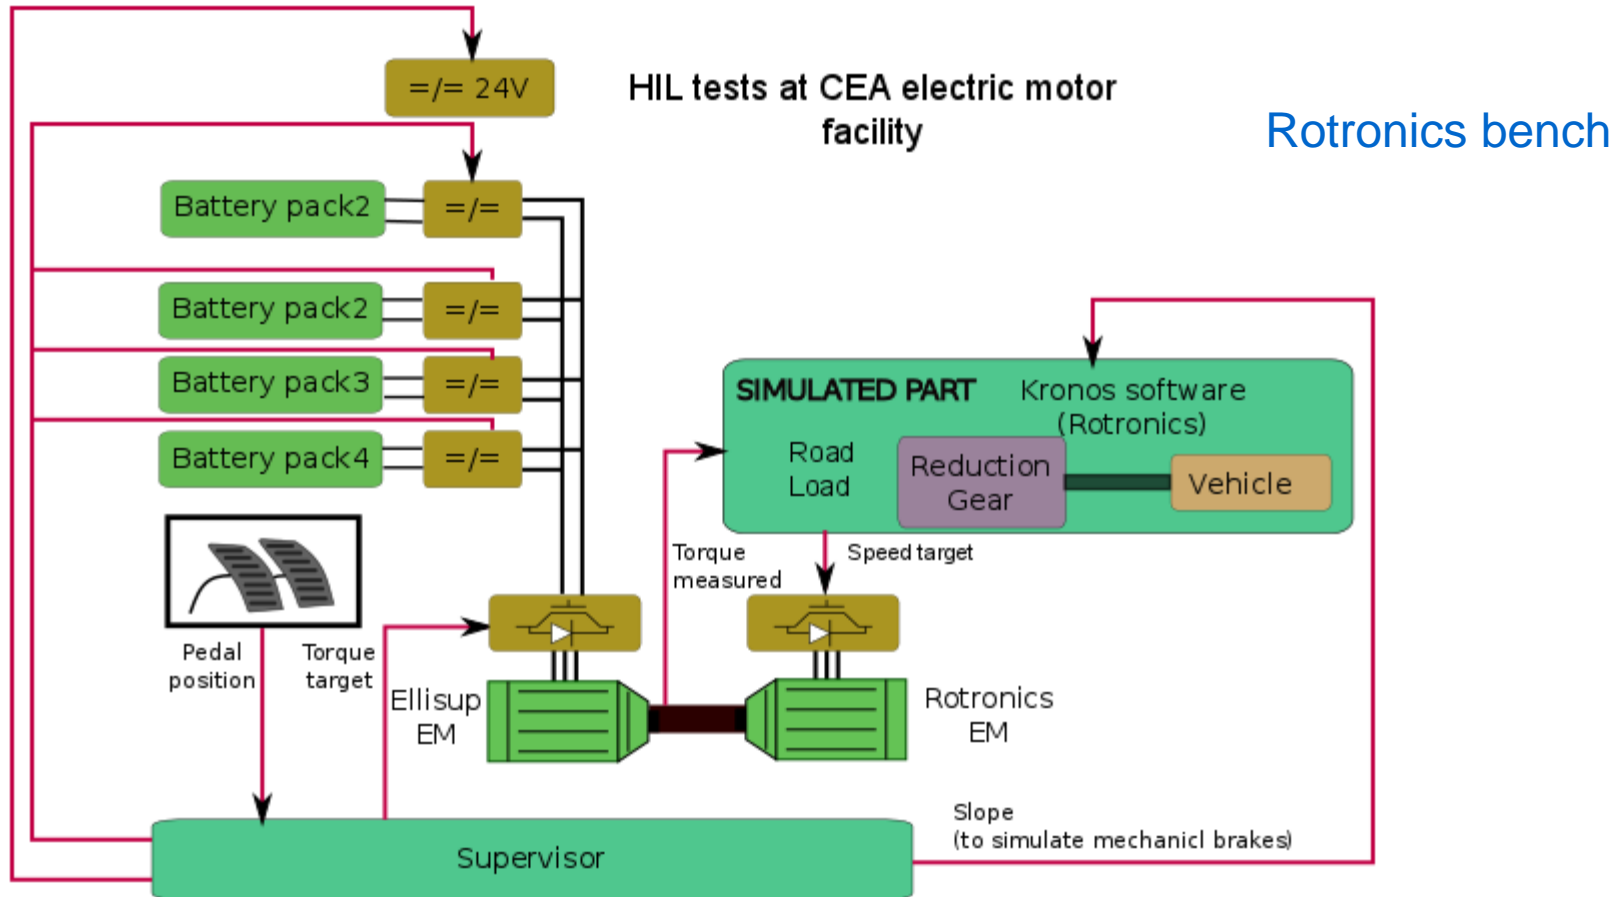 =/= 24V
HIL tests at CEA electric motor
facility
Rotronics bench
Battery pack2
=/=
Battery pack2
=/=
Battery pack3
=/=
Battery pack4
=/=
SIMULATED PART
Kronos software
(Rotronics)
Road
Load
Reduction
Gear
Vehicle
Torque
measured
Speed target
Pedal
position
Torque
target
Ellisup
EM
Rotronics
EM
Slope
(to simulate mechanicl brakes)
Supervisor